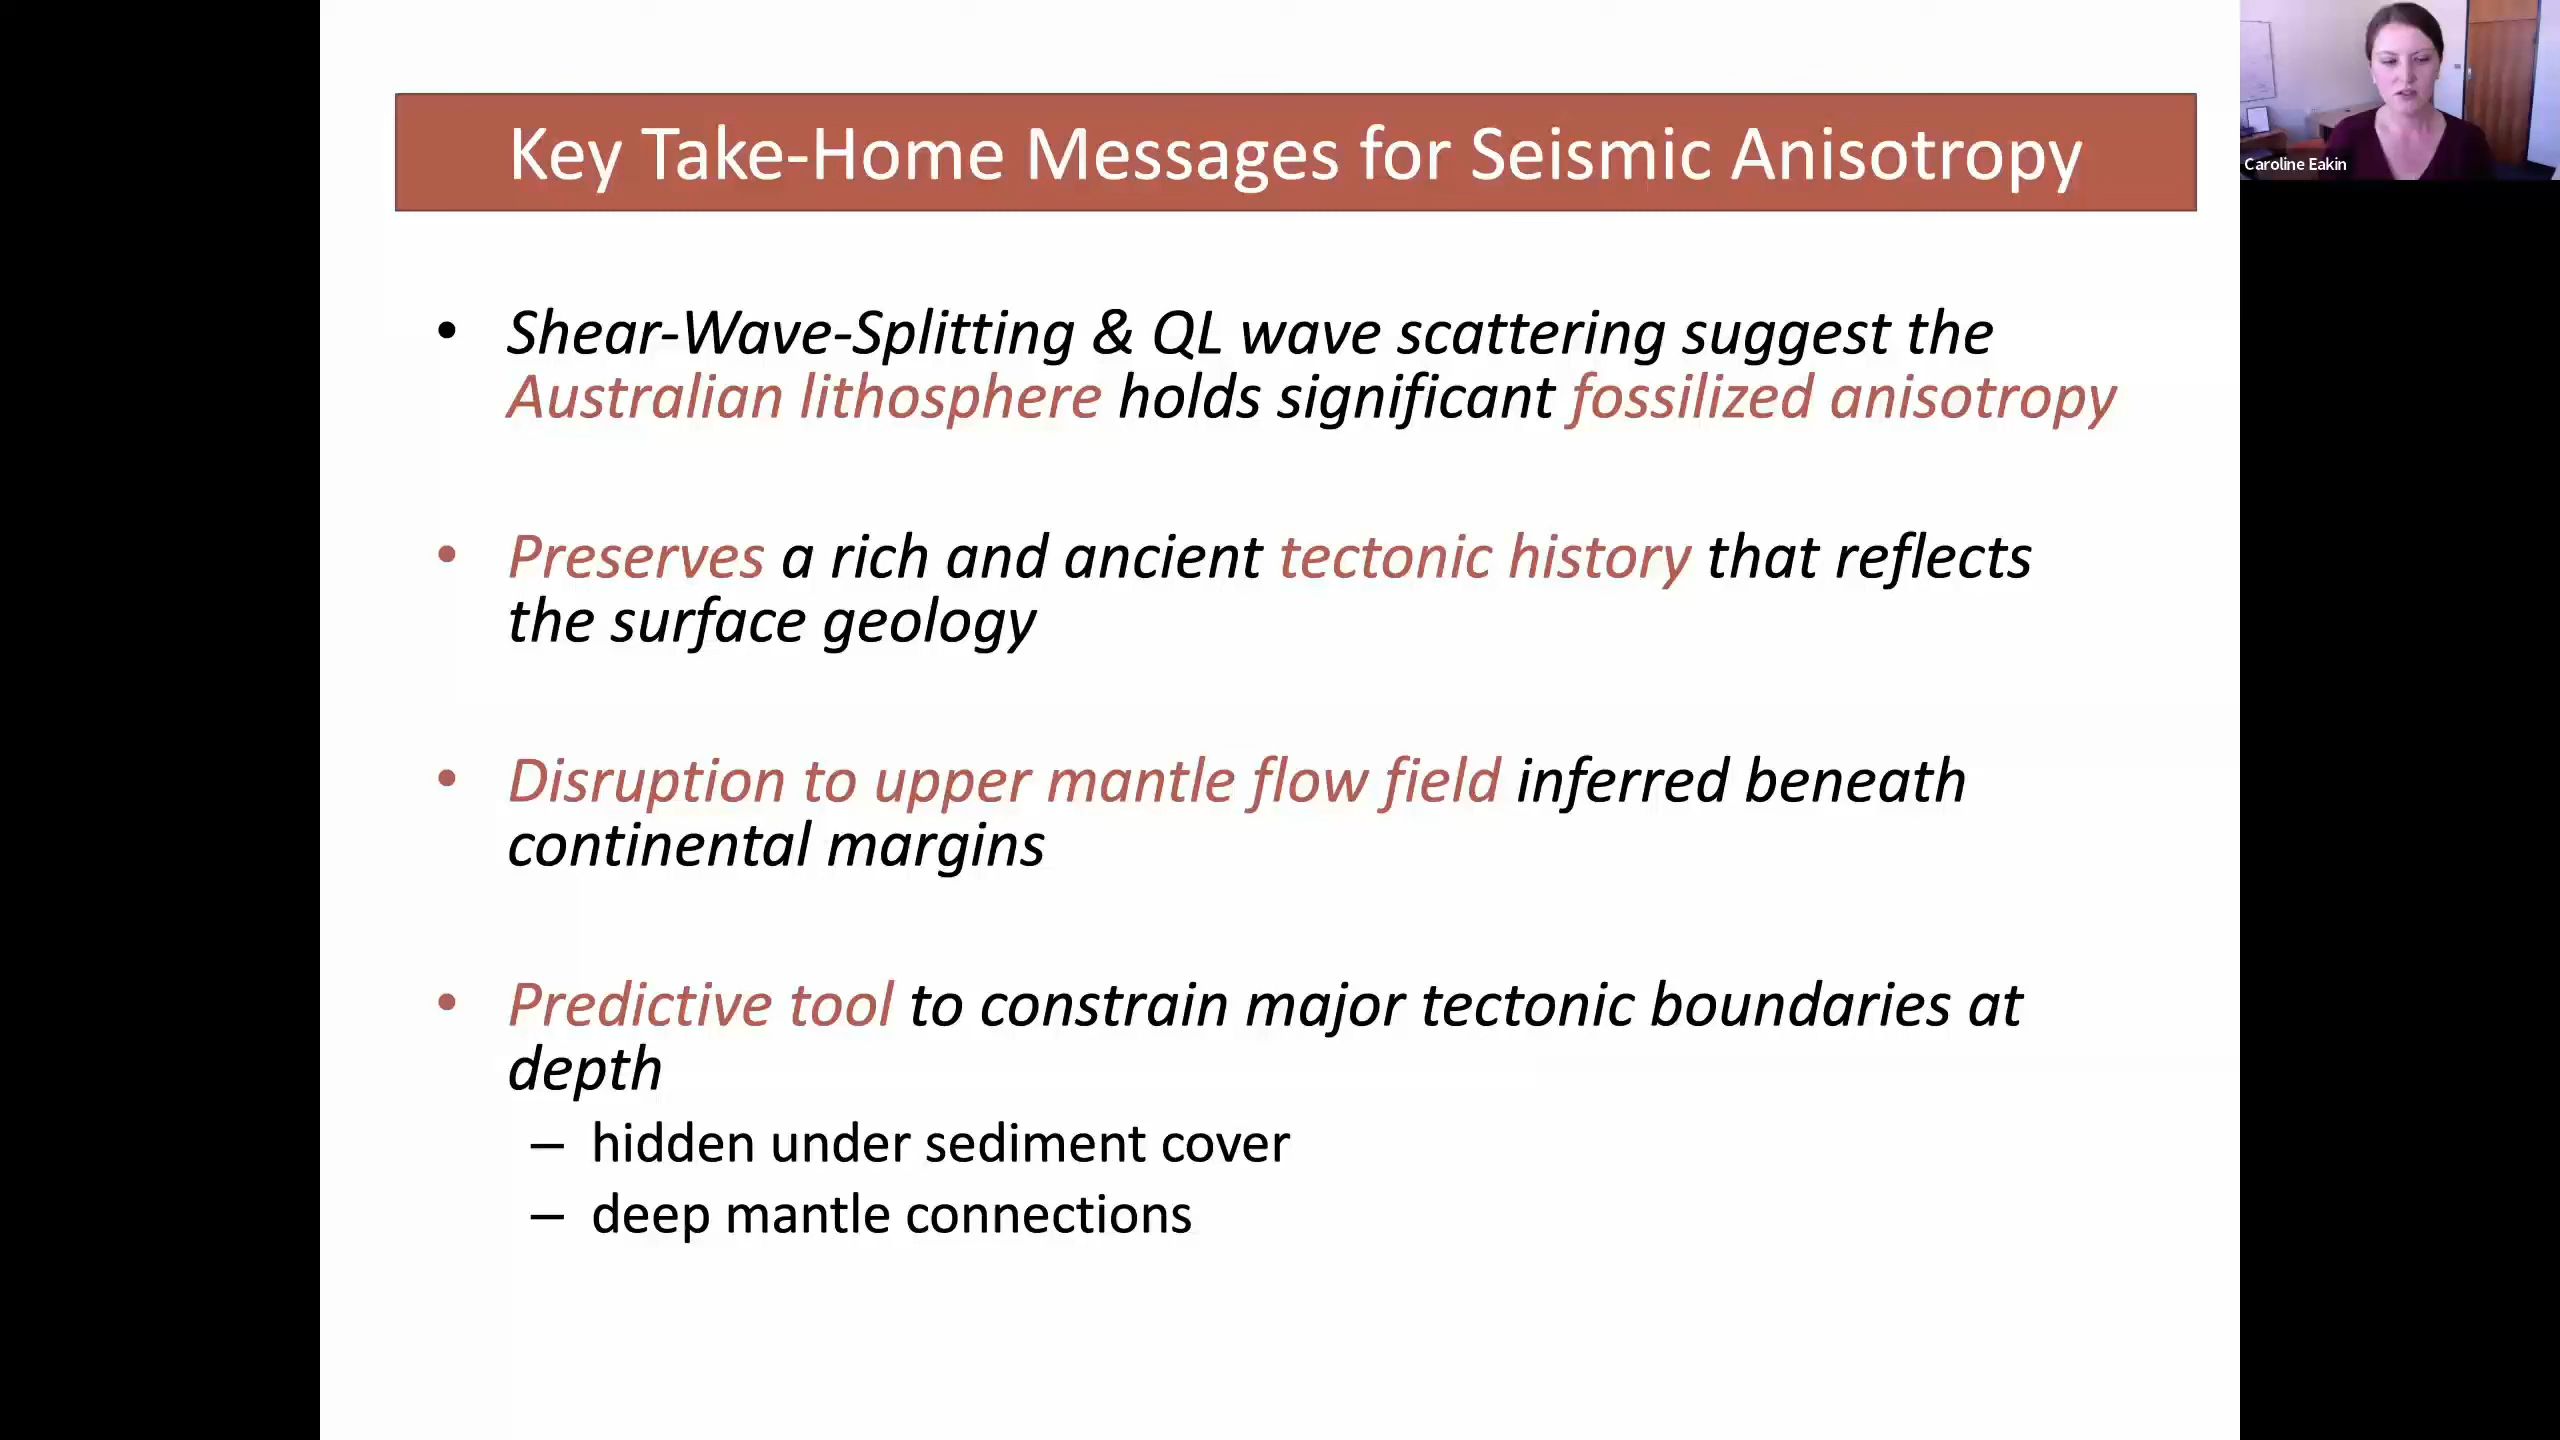 Key Take-Home Messages for Seismic Anisotropy
Caroline Eakin
• Shear-Wave-Splitting & QL wave scattering suggest the
Australian lithosphere holds significant fossilized anisotropy
• Preserves a rich and ancient tectonic history that reflects
the surface geology
• Disruption to upper mantle flow field inferred beneath
continental margins
• Predictive tool to constrain major tectonic boundaries at
depth
– hidden under sediment cover
– deep mantle connections